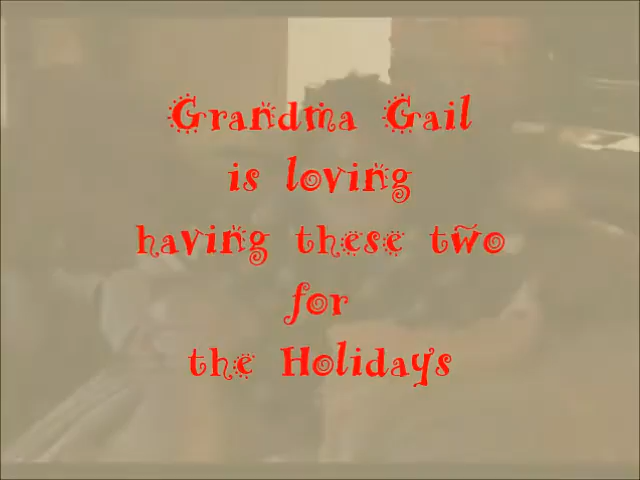 Grandma Gail
is loving
having these two
for
the Holidays